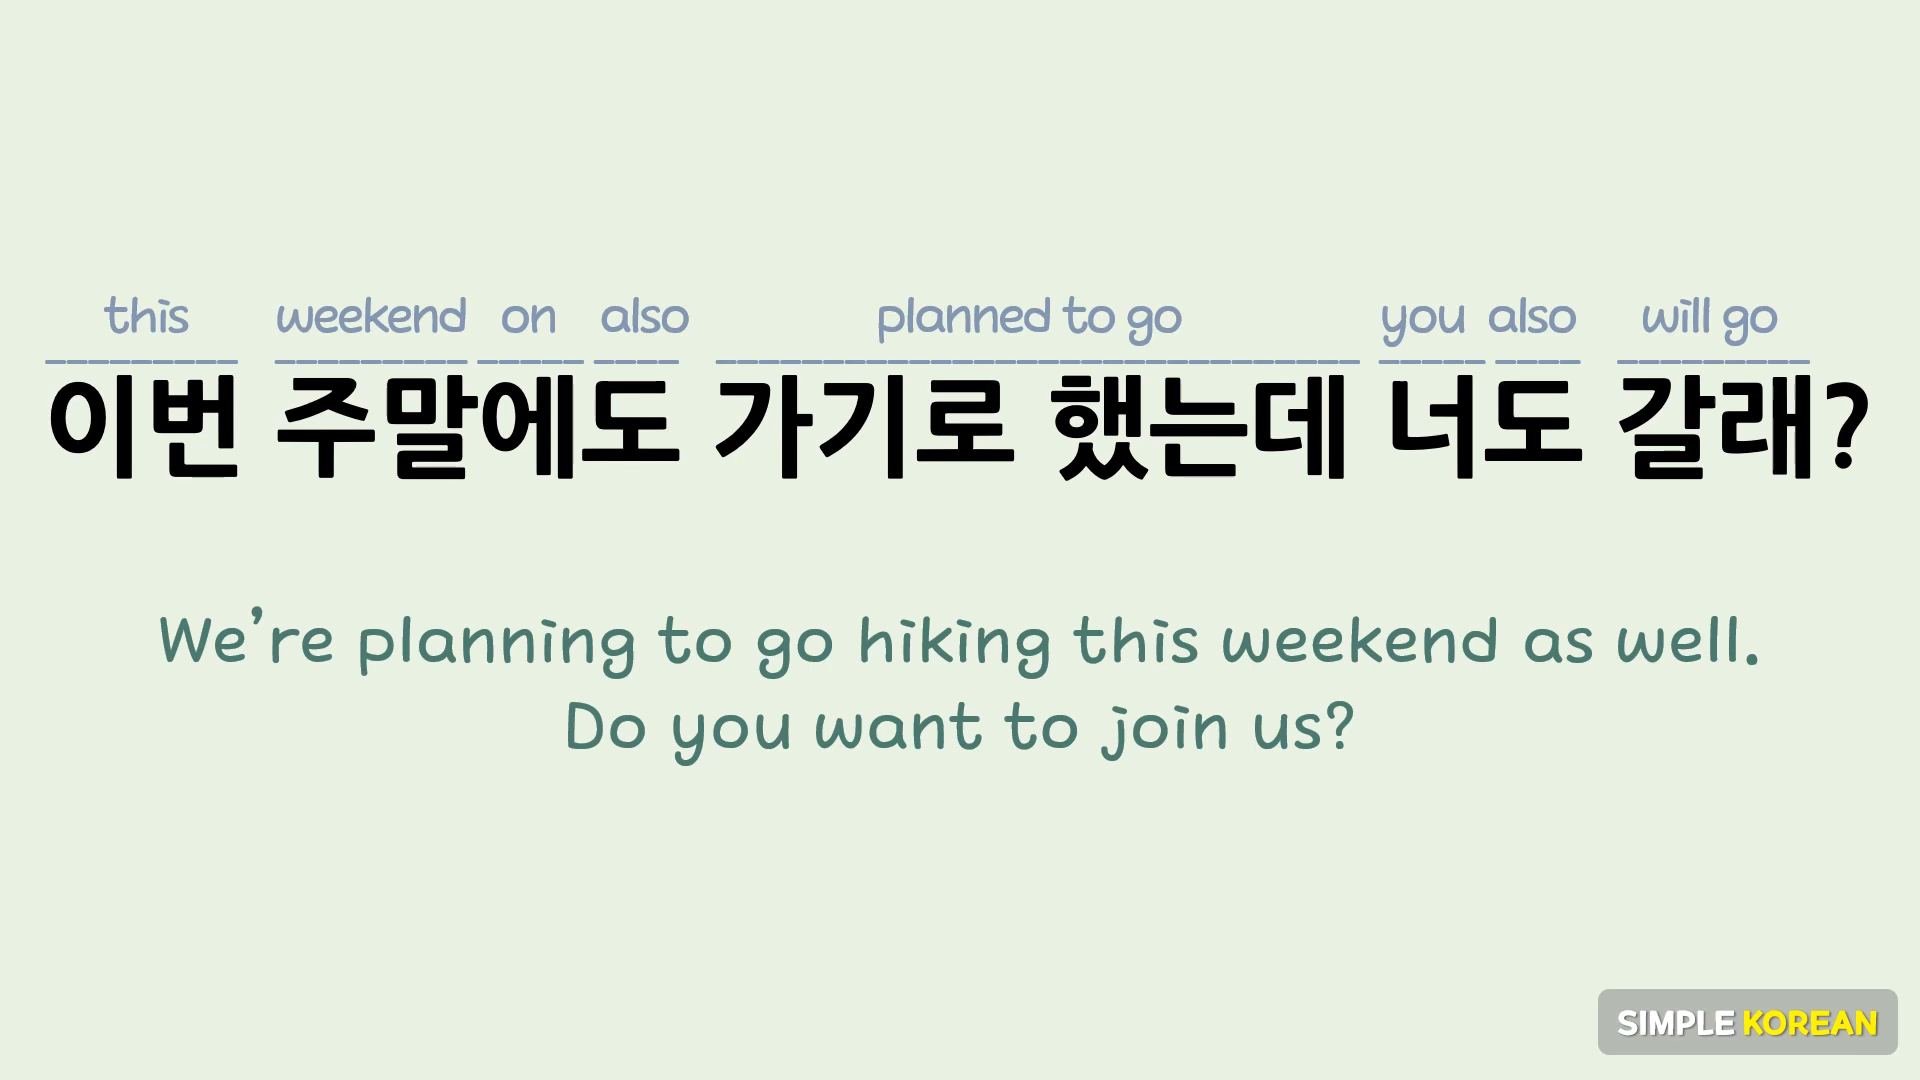 this weekend on also planned to go you also will go
이번 주말에도 가기로 했는데 너도 갈래?
We're planning to go hiking this weekend as well.
Do you want to join us?
SIMPLE KOREAN